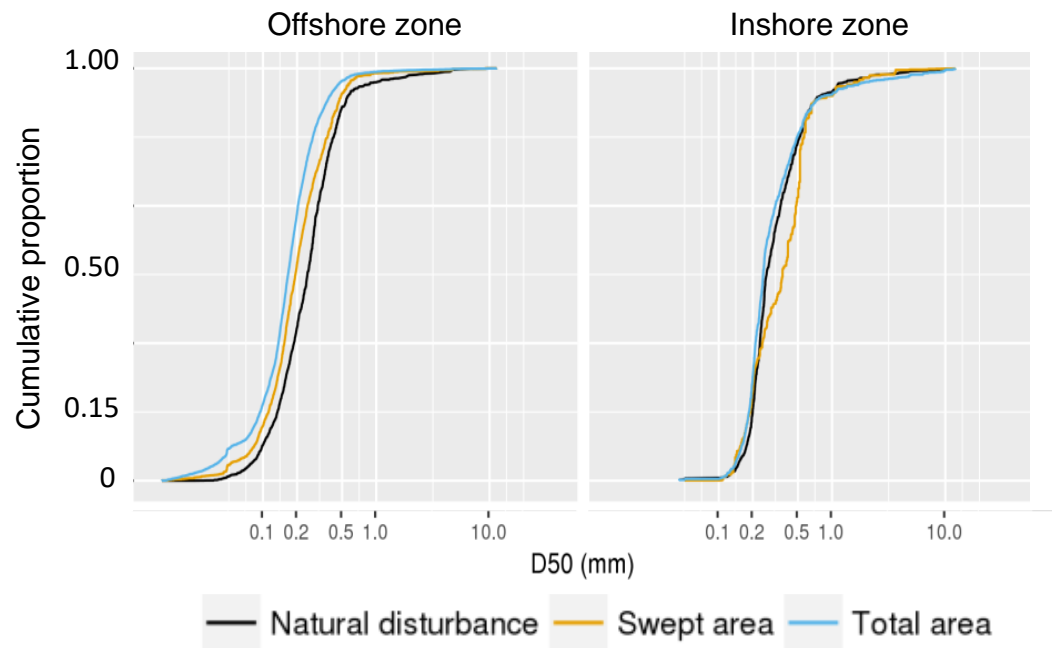 Offshore zone Inshore zone
Cumulative proportion
1.00
0.50
0.15
0
0.1 0.2 0.5 1.0 10.0 0.1 0.2 0.5 1.0 10.0
D50 (mm)
Natural disturbance Swept area Total area